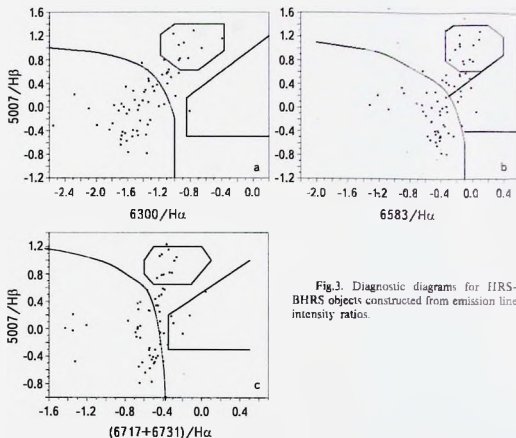 1.6
1.2
0.8
0.4
0.0
-0.4
-0.8
-1.2
5007/Hβ
a
-2.4 -2.0 -1.6 -1.2 -0.8 -0.4 0.0
6300/Hα
1.6
1.2
0.8
0.4
0.0
-0.4
-0.8
-1.2
b
-2.0 -1.6 -1.2 -0.8 -0.4 0.0 0.4
6583/Hα
1.2
0.8
0.4
0.0
-0.4
-0.8
5007/Hβ
c
-1.6 -1.2 -0.8 -0.4 0.0 0.4
(6717+6731)/Hα
Fig.3. Diagnostic diagrams for HRS-
BHRS objects constructed from emission line
intensity ratios.